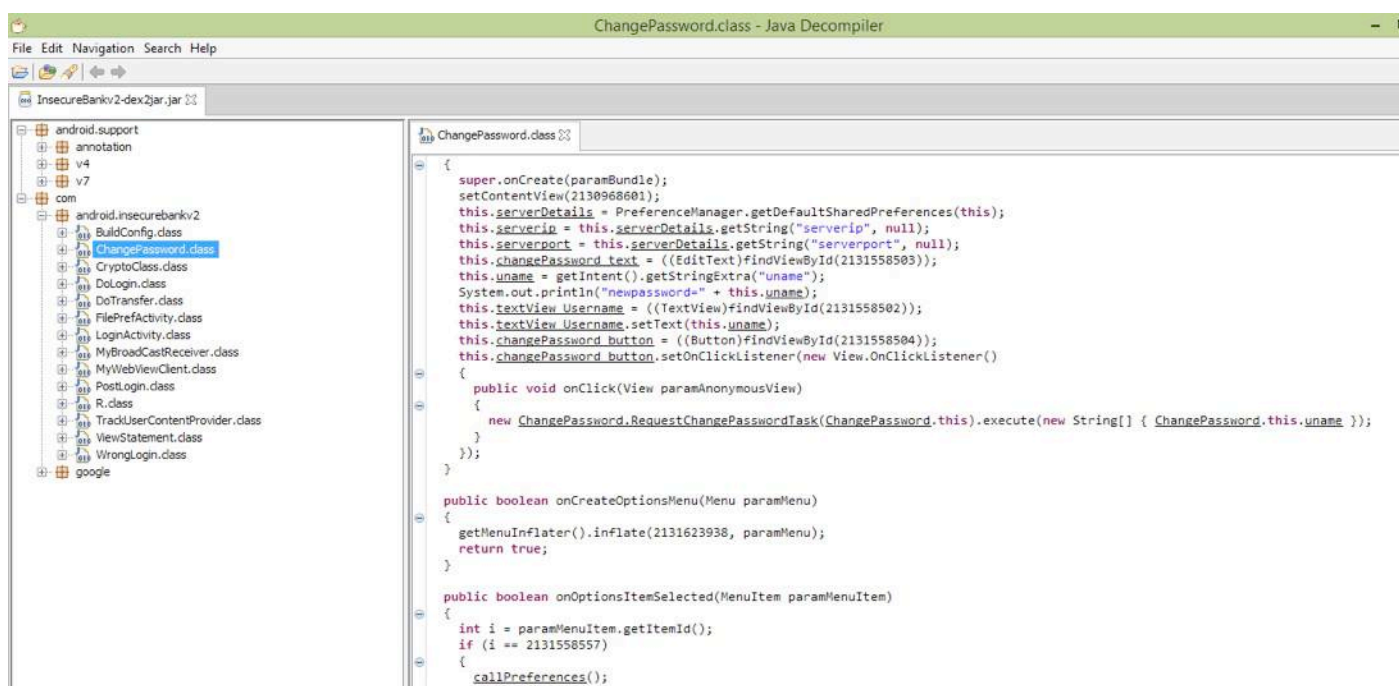 ChangePassword.class - Java Decompiler
File Edit Navigation Search Help
InsecureBankv2-dex2jar.jar
android.support
annotation
v4
v7
com
android.insecurebankv2
BuildConfig.class
ChangePassword.class
CryptoClass.class
DoLogin.class
DoTransfer.class
FilePrefActivity.class
LoginActivity.class
MyBroadCastReceiver.class
MyWebViewClient.class
PostLogin.class
R.class
TrackUserContentProvider.class
ViewStatement.class
WrongLogin.class
google
ChangePassword.class
{
super.onCreate(paramBundle);
setContentView(2130968601);
this.serverDetails = PreferenceManager.getDefaultSharedPreferences(this);
this.serverip = this.serverDetails.getString("serverip", null);
this.serverport = this.serverDetails.getString("serverport", null);
this.changePassword_text = ((EditText)findViewById(2131558503));
this.uname = getIntent().getStringExtra("uname");
System.out.println("newpassword=" + this.uname);
this.textView_Username = ((TextView)findViewById(2131558502));
this.textView_Username.setText(this.uname);
this.changePassword_button = ((Button)findViewById(2131558504));
this.changePassword_button.setOnClickListener(new View.OnClickListener()
{
public void onClick(View paramAnonymousView)
{
new ChangePassword.RequestChangePasswordTask(ChangePassword.this).execute(new String[] { ChangePassword.this.uname });
}
});
}
public boolean onCreateOptionsMenu(Menu paramMenu)
{
getMenuInflater().inflate(2131623938, paramMenu);
return true;
}
public boolean onOptionsItemSelected(MenuItem paramMenuItem)
{
int i = paramMenuItem.getItemId();
if (i == 2131558557)
{
callPreferences();